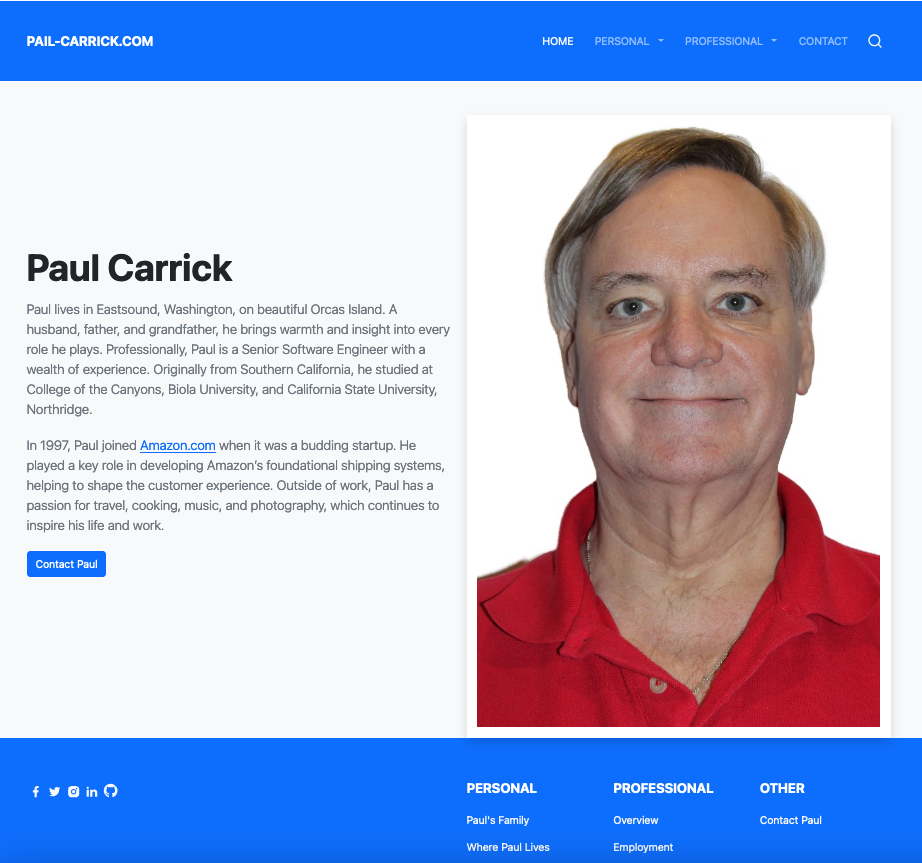 PAIL-CARRICK.COM
HOME PERSONAL PROFESSIONAL CONTACT
Paul Carrick
Paul lives in Eastsound, Washington, on beautiful Orcas Island. A
husband, father, and grandfather, he brings warmth and insight into every
role he plays. Professionally, Paul is a Senior Software Engineer with a
wealth of experience. Originally from Southern California, he studied at
College of the Canyons, Biola University, and California State University,
Northridge.
In 1997, Paul joined Amazon.com when it was a budding startup. He
played a key role in developing Amazon’s foundational shipping systems,
helping to shape the customer experience. Outside of work, Paul has a
passion for travel, cooking, music, and photography, which continues to
inspire his life and work.
Contact Paul
PERSONAL
Paul's Family
Where Paul Lives
PROFESSIONAL
Overview
Employment
OTHER
Contact Paul